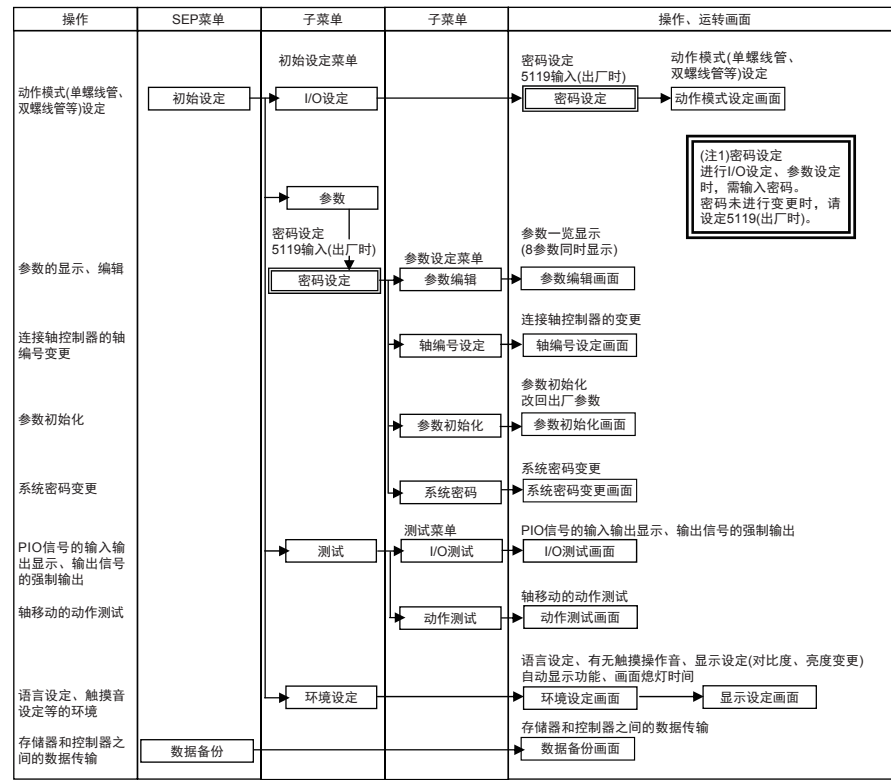 操作
SEP菜单
子菜单
子菜单
操作、运转画面
初始设定菜单
密码设定
5119输入(出厂时)
动作模式(单螺线管、
双螺线管等)设定
动作模式(单螺线管、
双螺线管等)设定
初始设定
I/O设定
密码设定
动作模式设定画面
(注1)密码设定
进行I/O设定、参数设定
时，需输入密码。
密码未进行变更时，请
设定5119(出厂时)。
参数
密码设定
5119输入(出厂时)
参数设定菜单
参数一览显示
(8参数同时显示)
参数的显示、编辑
密码设定
参数编辑
参数编辑画面
连接轴控制器的变更
连接轴控制器的轴
编号变更
轴编号设定
轴编号设定画面
参数初始化
改回出厂参数
参数初始化
参数初始化
参数初始化画面
系统密码变更
系统密码变更
系统密码
系统密码变更画面
测试菜单
PIO信号的输入输出显示、输出信号的强制输出
PIO信号的输入输
出显示、输出信号
的强制输出
测试
I/O测试
I/O测试画面
轴移动的动作测试
轴移动的动作测试
动作测试
动作测试画面
语言设定、有无触摸操作音、显示设定(对比度、亮度变更)
自动显示功能、画面熄灯时间
语言设定、触摸音
设定等的环境
环境设定
环境设定画面
显示设定画面
存储器和控制器之间的数据传输
存储器和控制器之
间的数据传输
数据备份
数据备份画面